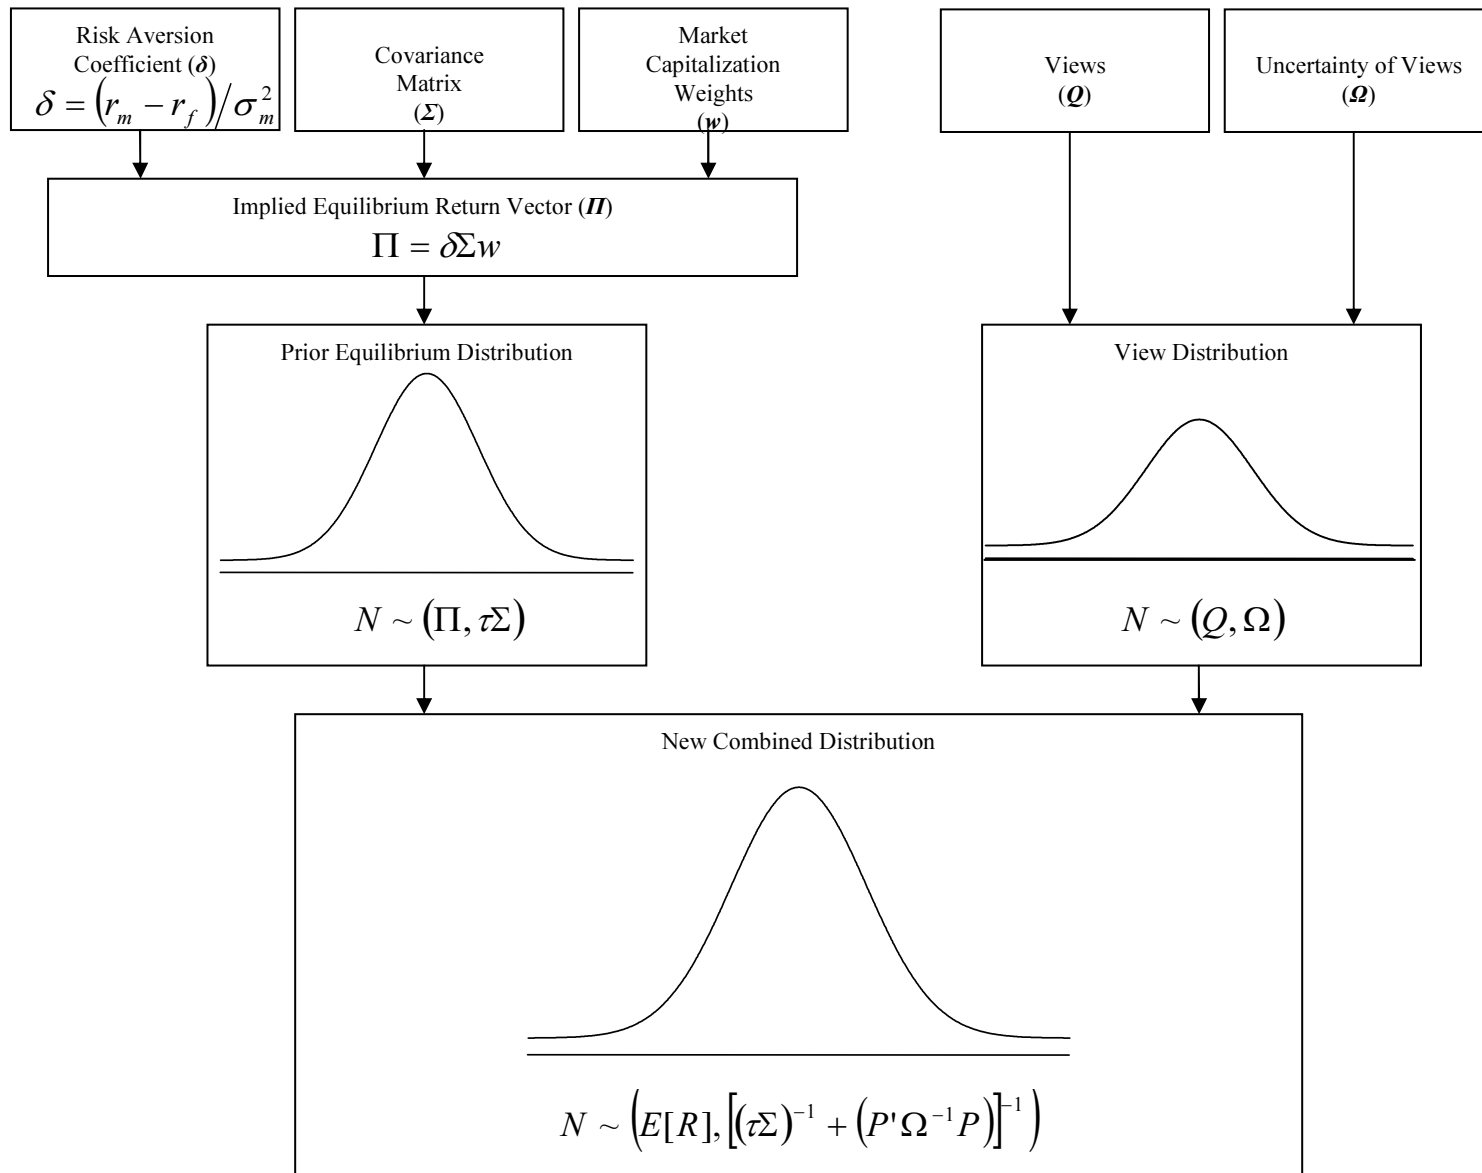 Risk Aversion
Coefficient (δ)
δ = (r_m − r_f)/σ_m^2
Covariance
Matrix
(Σ)
Market
Capitalization
Weights
(w)
Views
(Q)
Uncertainty of Views
(Ω)
Implied Equilibrium Return Vector (Π)
Π = δΣw
Prior Equilibrium Distribution
N ~ (Π, τΣ)
View Distribution
N ~ (Q, Ω)
New Combined Distribution
N ~ (E[R], [(τΣ)^{-1} + (P'Ω^{-1}P)]^{-1})